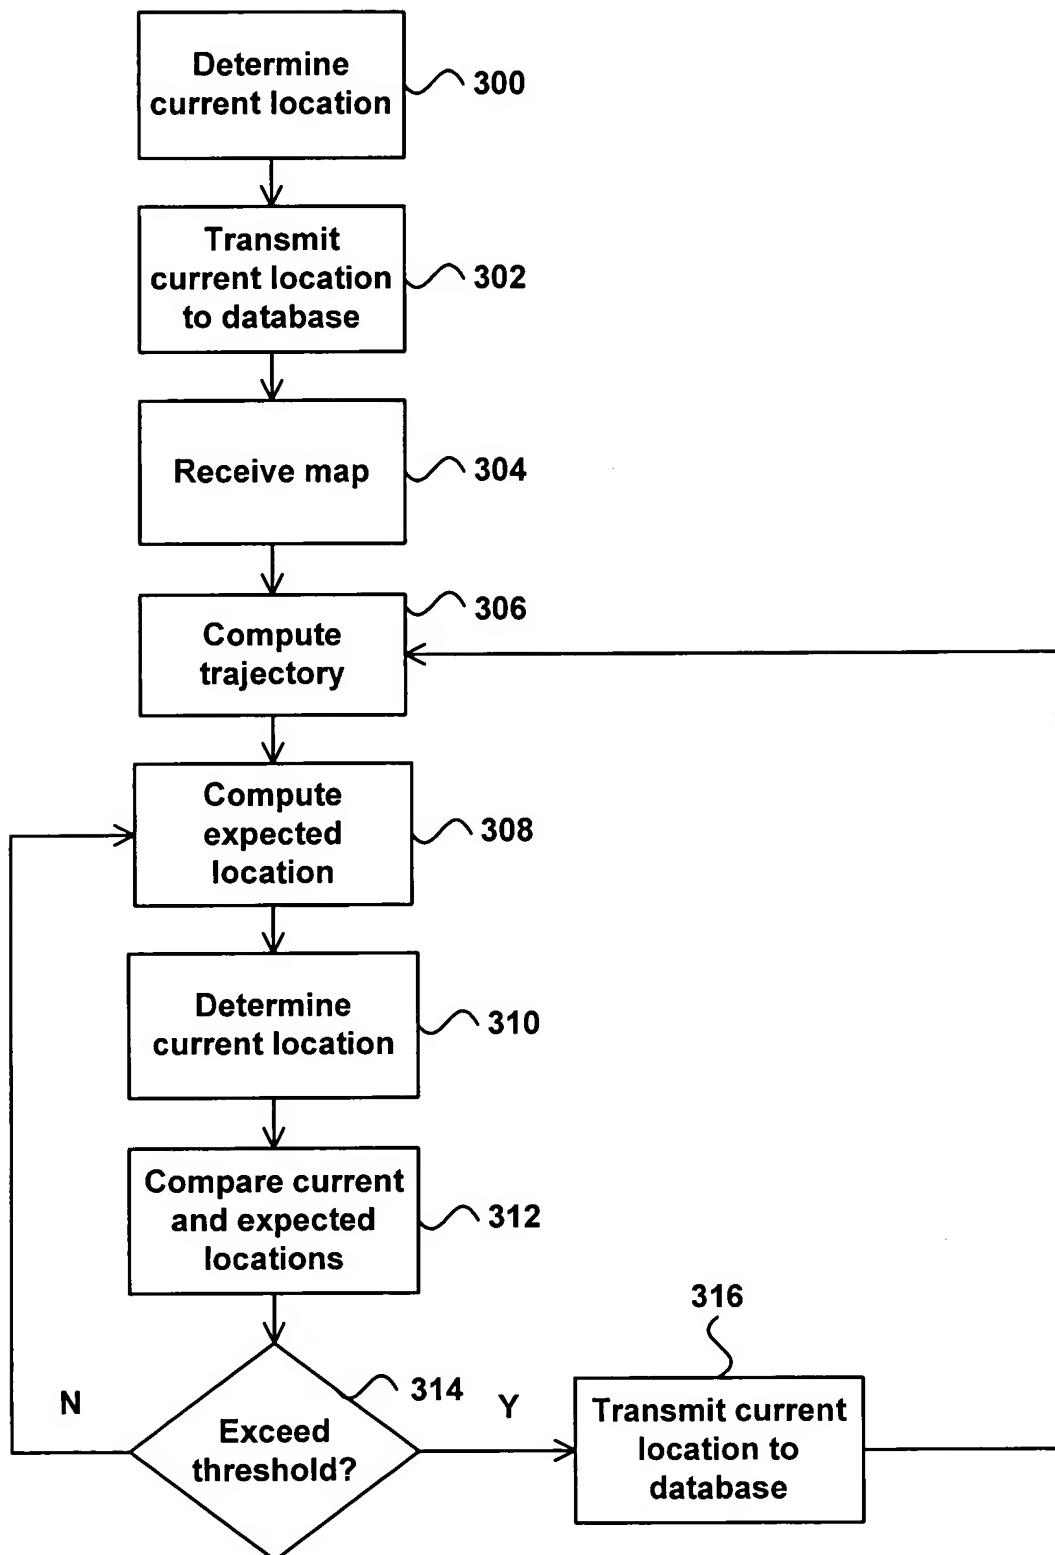 Determine
current location
300
Transmit
current location
to database
302
Receive map
304
306
Compute
trajectory
Compute
expected
location
308
Determine
current location
310
Compare current
and expected
locations
312
314
N
Exceed
threshold?
Y
316
Transmit current
location to
database